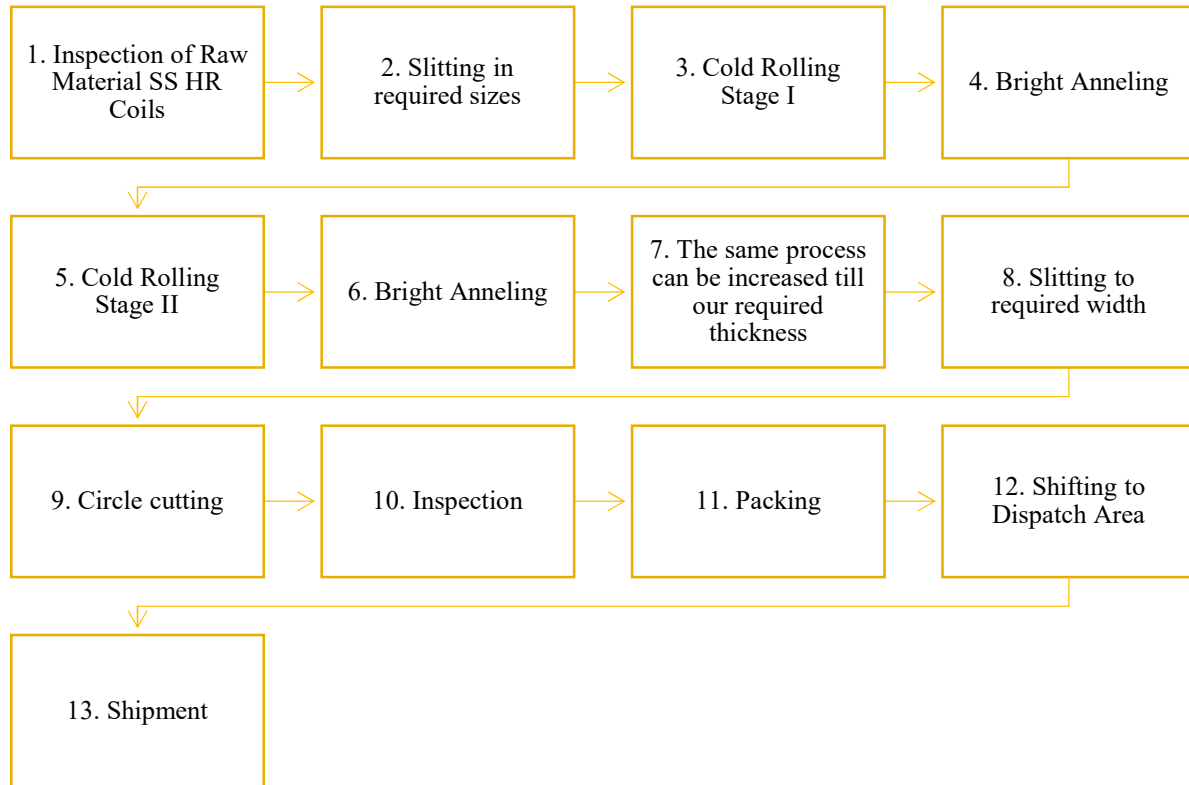 1. Inspection of Raw
Material SS HR
Coils
2. Slitting in
required sizes
3. Cold Rolling
Stage I
4. Bright Anneling
5. Cold Rolling
Stage II
6. Bright Anneling
7. The same process
can be increased till
our required
thickness
8. Slitting to
required width
9. Circle cutting
10. Inspection
11. Packing
12. Shifting to
Dispatch Area
13. Shipment